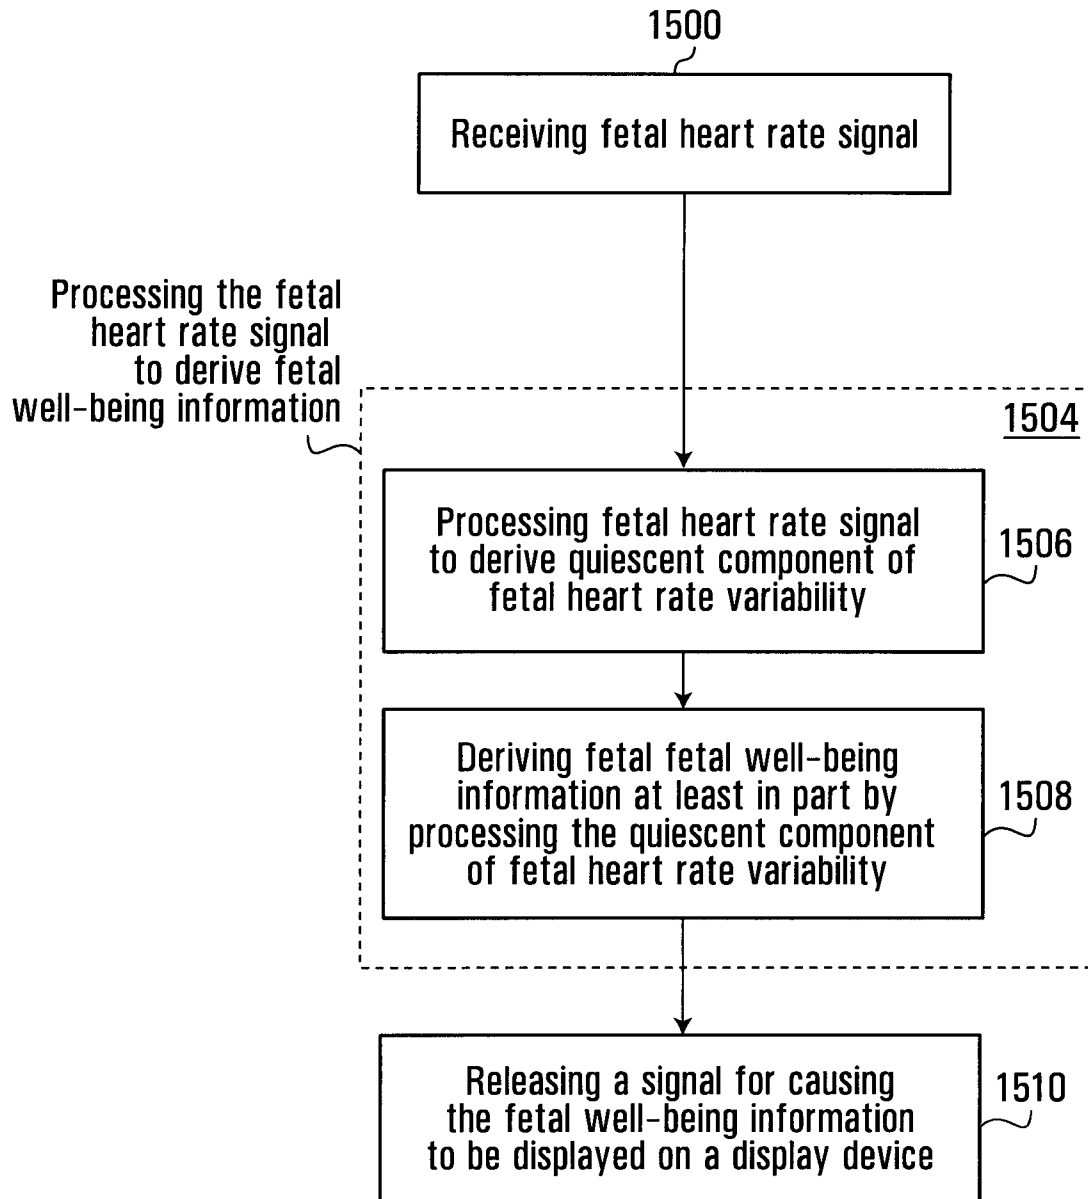 1500
Receiving fetal heart rate signal
Processing the fetal
heart rate signal
to derive fetal
well-being information
1504
Processing fetal heart rate signal
to derive quiescent component of
fetal heart rate variability
1506
Deriving fetal fetal well-being
information at least in part by
processing the quiescent component
of fetal heart rate variability
1508
Releasing a signal for causing
the fetal well-being information
to be displayed on a display device
1510